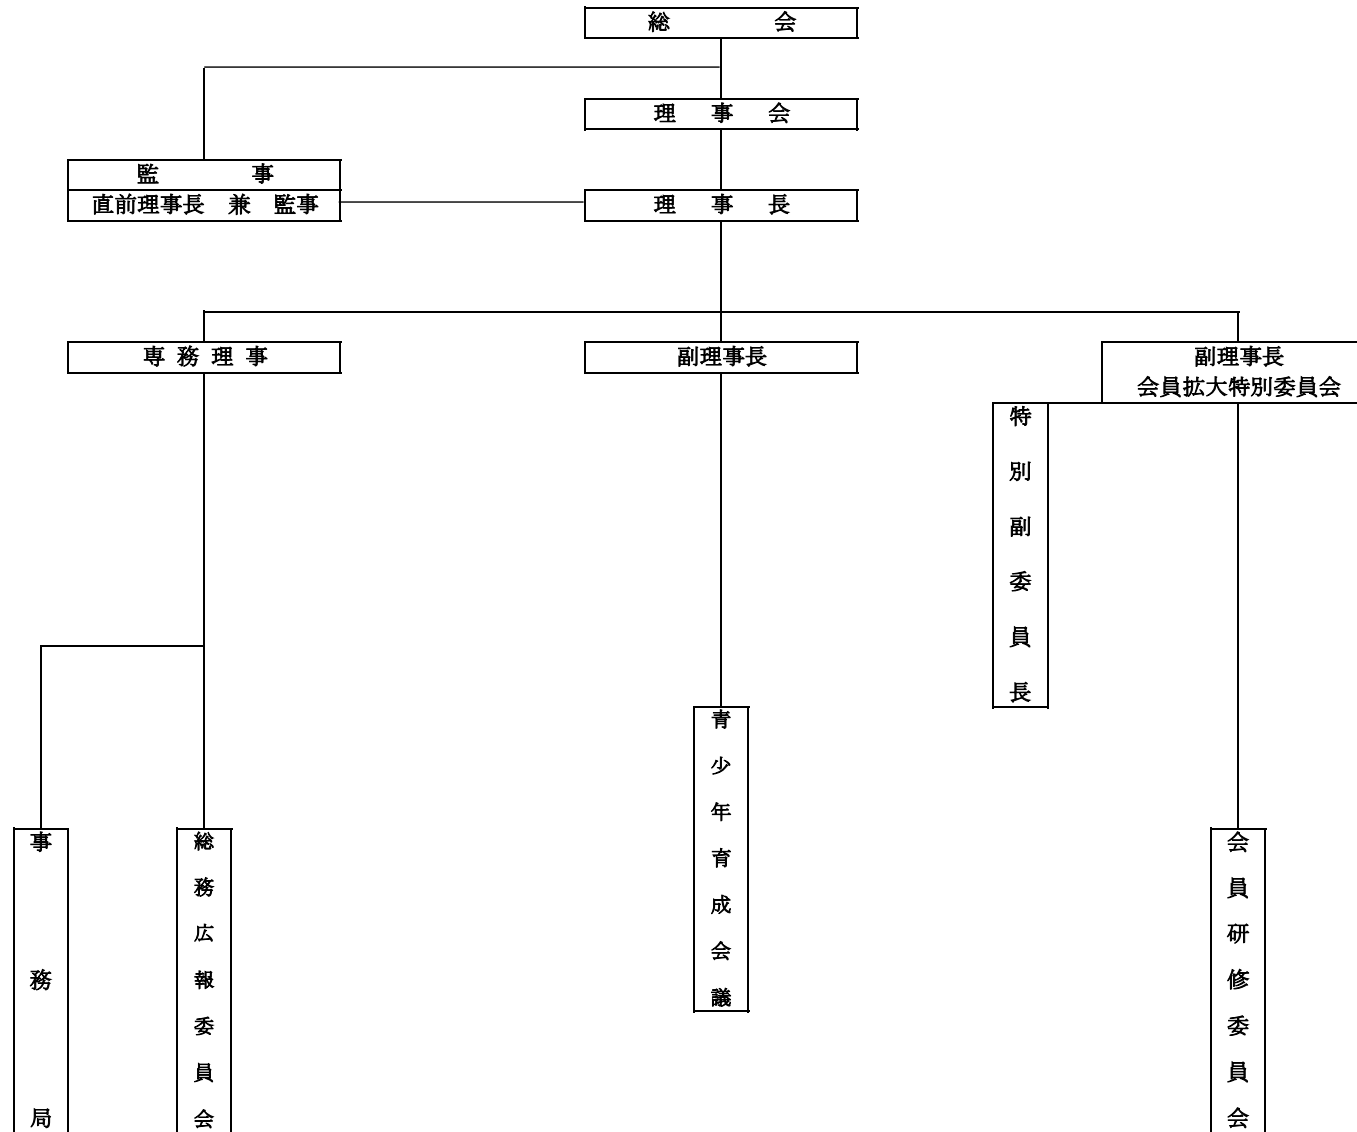 総 会
理 事 会
監 事
直前理事長 兼 監事
理 事 長
専 務 理 事
副理事長
副理事長
会員拡大特別委員会
特別副委員長
青少年育成会議
事務局
総務広報委員会
会員研修委員会